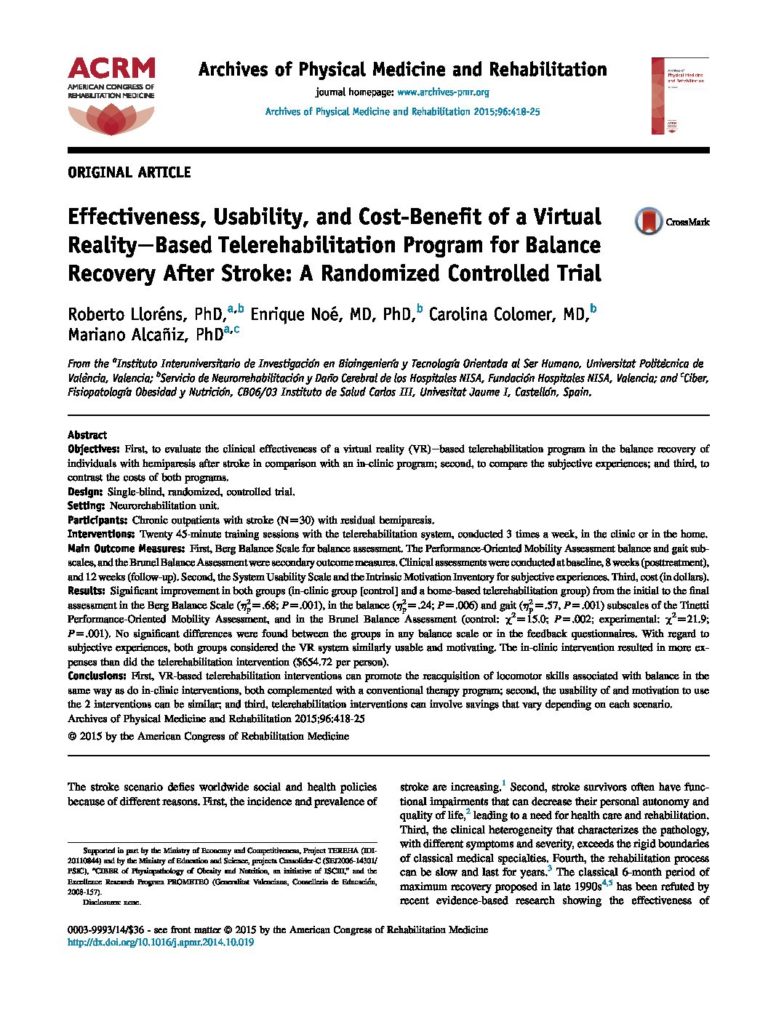 ACRM
AMERICAN CONGRESS OF
REHABILITATION MEDICINE
Archives of Physical Medicine and Rehabilitation
journal homepage: www.archives-pmr.org
Archives of Physical Medicine and Rehabilitation 2015;96:418-25
ORIGINAL ARTICLE
Effectiveness, Usability, and Cost-Benefit of a Virtual
Reality–Based Telerehabilitation Program for Balance
Recovery After Stroke: A Randomized Controlled Trial
CrossMark
Roberto Lloréns, PhD,a,b Enrique Noé, MD, PhD,b Carolina Colomer, MD,b
Mariano Alcañiz, PhDa,c
From the aInstituto Interuniversitario de Investigación en Bioingeniería y Tecnología Orientada al Ser Humano, Universitat Politècnica de
València, Valencia; bServicio de Neurorrehabilitación y Daño Cerebral de los Hospitales NISA, Fundación Hospitales NISA, Valencia; and cCiber,
Fisiopatología Obesidad y Nutrición, CB06/03 Instituto de Salud Carlos III, Univesitat Jaume I, Castellón, Spain.
Abstract
Objectives: First, to evaluate the clinical effectiveness of a virtual reality (VR)–based telerehabilitation program in the balance recovery of
individuals with hemiparesis after stroke in comparison with an in-clinic program; second, to compare the subjective experiences; and third, to
contrast the costs of both programs.
Design: Single-blind, randomized, controlled trial.
Setting: Neurorehabilitation unit.
Participants: Chronic outpatients with stroke (N=30) with residual hemiparesis.
Interventions: Twenty 45-minute training sessions with the telerehabilitation system, conducted 3 times a week, in the clinic or in the home.
Main Outcome Measures: First, Berg Balance Scale for balance assessment. The Performance-Oriented Mobility Assessment balance and gait sub-
scales, and the Brunel Balance Assessment were secondary outcome measures. Clinical assessments were conducted at baseline, 8 weeks (posttreatment),
and 12 weeks (follow-up). Second, the System Usability Scale and the Intrinsic Motivation Inventory for subjective experiences. Third, cost (in dollars).
Results: Significant improvement in both groups (in-clinic group [control] and a home-based telerehabilitation group) from the initial to the final
assessment in the Berg Balance Scale (η²p=.68; P=.001), in the balance (η²p=.24; P=.006) and gait (η²p=.57, P=.001) subscales of the Tinetti
Performance-Oriented Mobility Assessment, and in the Brunel Balance Assessment (control: χ²=15.0; P=.002; experimental: χ²=21.9;
P=.001). No significant differences were found between the groups in any balance scale or in the feedback questionnaires. With regard to
subjective experiences, both groups considered the VR system similarly usable and motivating. The in-clinic intervention resulted in more ex-
penses than did the telerehabilitation intervention ($654.72 per person).
Conclusions: First, VR-based telerehabilitation interventions can promote the reacquisition of locomotor skills associated with balance in the
same way as do in-clinic interventions, both complemented with a conventional therapy program; second, the usability of and motivation to use
the 2 interventions can be similar; and third, telerehabilitation interventions can involve savings that vary depending on each scenario.
Archives of Physical Medicine and Rehabilitation 2015;96:418-25
© 2015 by the American Congress of Rehabilitation Medicine
The stroke scenario defies worldwide social and health policies
because of different reasons. First, the incidence and prevalence of
Supported in part by the Ministry of Economy and Competitiveness, Project TEREHA (IDI-
20110844) and by the Ministry of Education and Science, projects Consolider-C (SEJ2006-14301/
PSIC), "CIBER of Physiopathology of Obesity and Nutrition, an initiative of ISCIII," and the
Excellence Research Program PROMETEO (Generalitat Valenciana, Conselleria de Educación,
2008-157).
Disclosures: none.
stroke are increasing.1 Second, stroke survivors often have func-
tional impairments that can decrease their personal autonomy and
quality of life,2 leading to a need for health care and rehabilitation.
Third, the clinical heterogeneity that characterizes the pathology,
with different symptoms and severity, exceeds the rigid boundaries
of classical medical specialties. Fourth, the rehabilitation process
can be slow and last for years.3 The classical 6-month period of
maximum recovery proposed in late 1990s4,5 has been refuted by
recent evidence-based research showing the effectiveness of
0003-9993/14/$36 - see front matter © 2015 by the American Congress of Rehabilitation Medicine
http://dx.doi.org/10.1016/j.apmr.2014.10.019